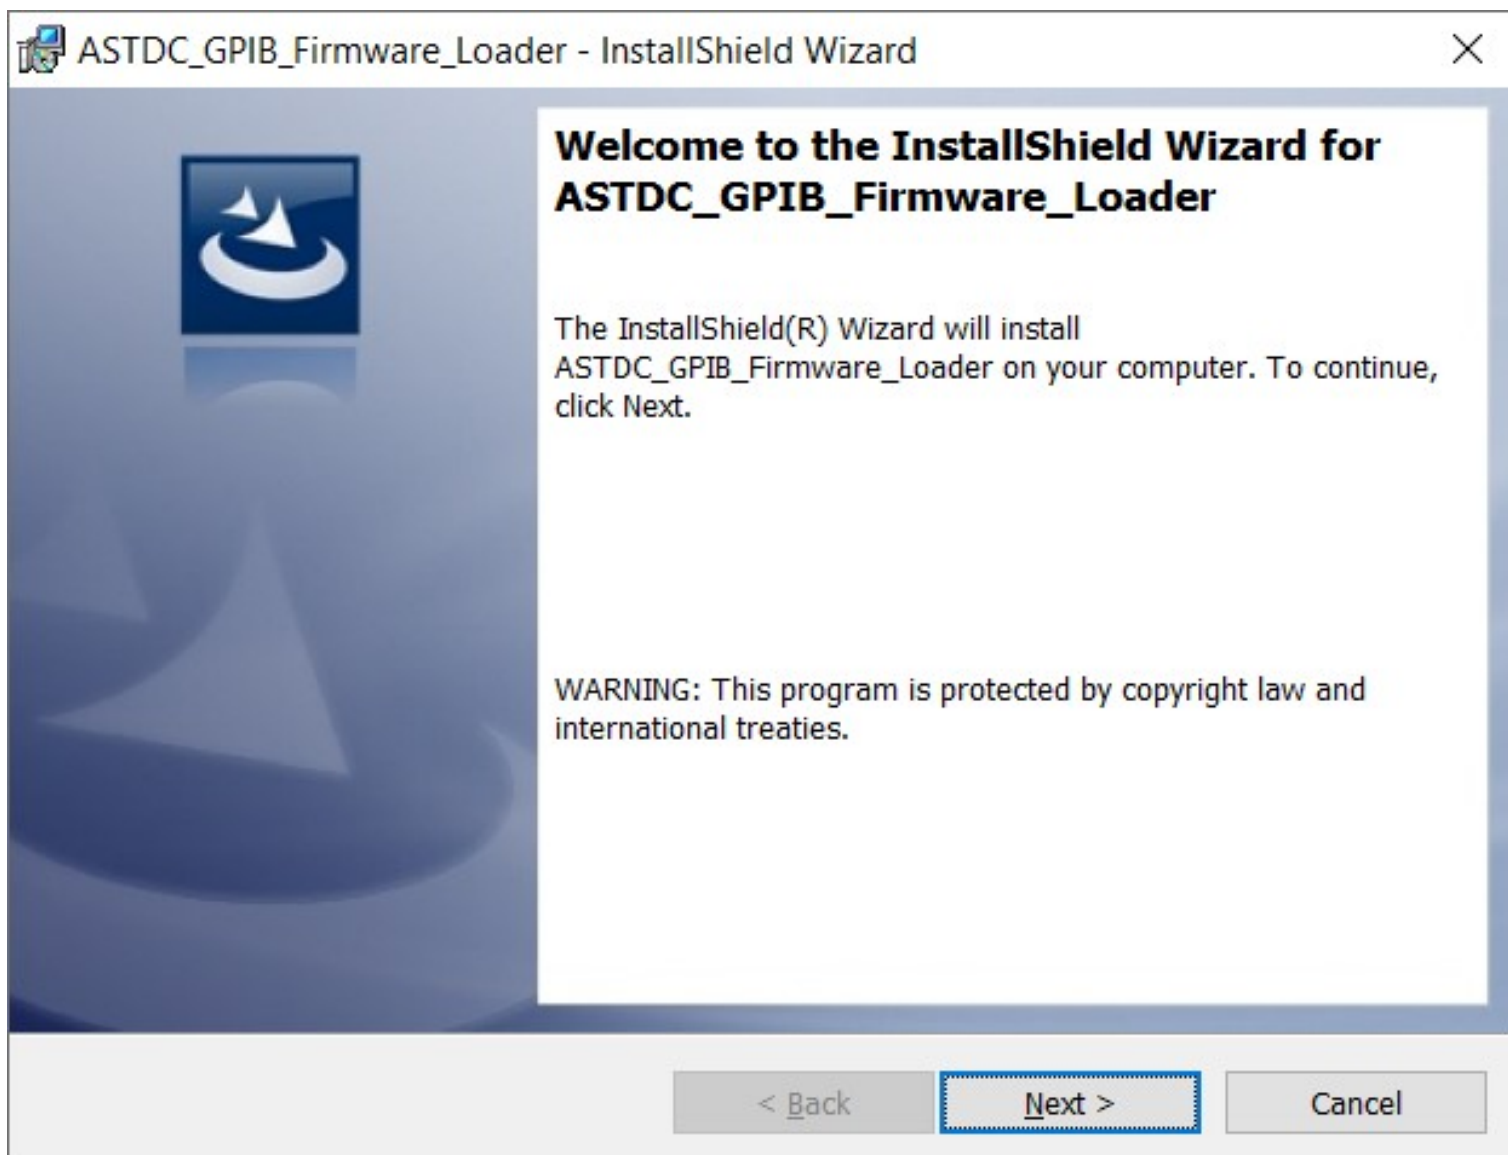 ASTDC_GPIB_Firmware_Loader - InstallShield Wizard
Welcome to the InstallShield Wizard for
ASTDC_GPIB_Firmware_Loader
The InstallShield(R) Wizard will install
ASTDC_GPIB_Firmware_Loader on your computer. To continue,
click Next.
WARNING: This program is protected by copyright law and
international treaties.
< Back Next > Cancel